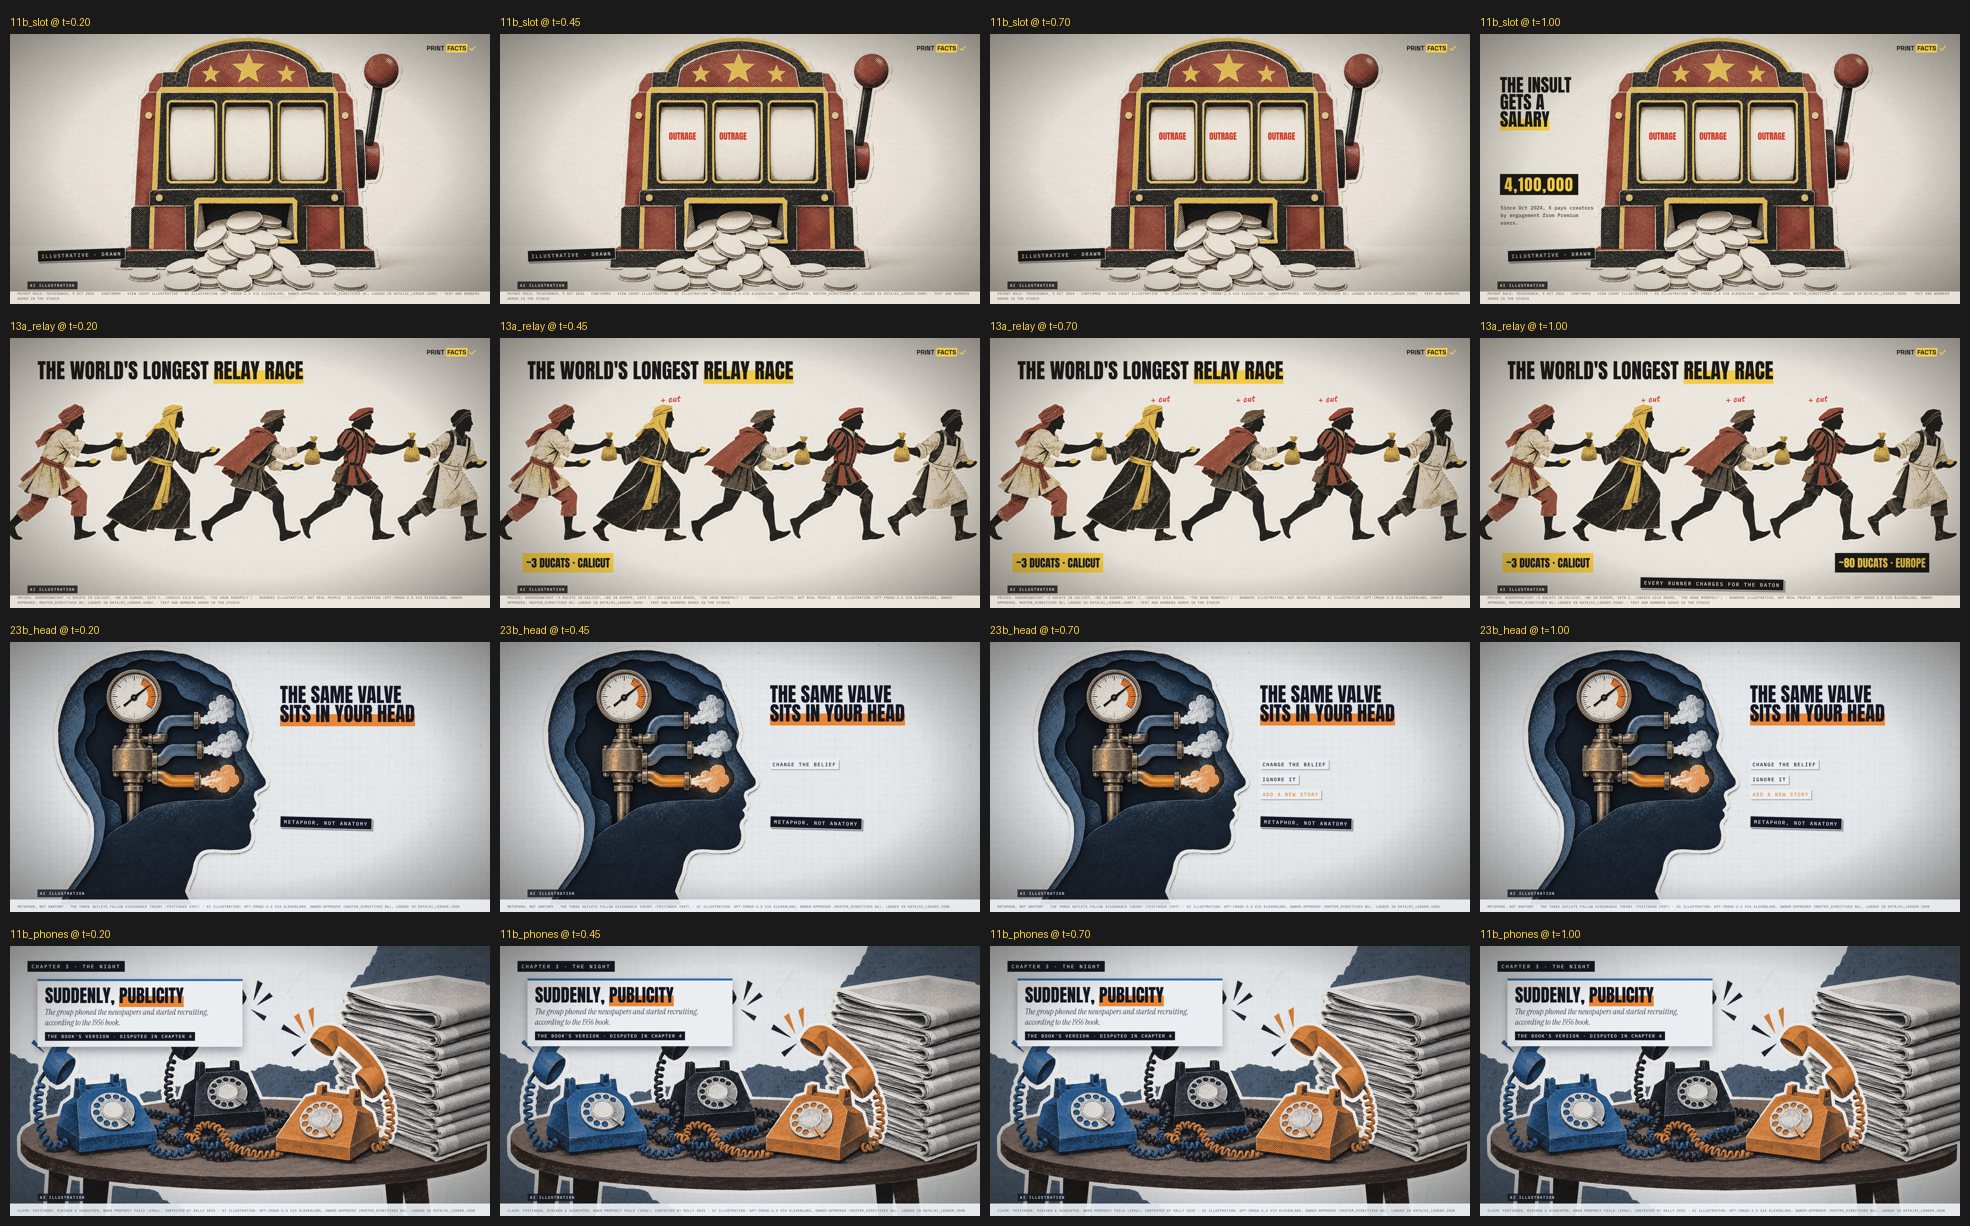 11b_slot @ t=0.20
11b_slot @ t=0.45
11b_slot @ t=0.70
11b_slot @ t=1.00
PRINT FACTS
ILLUSTRATIVE · DRAWN
AI ILLUSTRATION
PRINT FACTS
OUTRAGE OUTRAGE
ILLUSTRATIVE · DRAWN
AI ILLUSTRATION
PRINT FACTS
OUTRAGE OUTRAGE OUTRAGE
ILLUSTRATIVE · DRAWN
AI ILLUSTRATION
PRINT FACTS
THE INSULT
GETS A
SALARY
OUTRAGE OUTRAGE OUTRAGE
4,100,000
Since Oct 2024, X pays creators
by engagement from Premium
users.
ILLUSTRATIVE · DRAWN
AI ILLUSTRATION
13a_relay @ t=0.20
13a_relay @ t=0.45
13a_relay @ t=0.70
13a_relay @ t=1.00
PRINT FACTS
THE WORLD'S LONGEST RELAY RACE
AI ILLUSTRATION
PRINT FACTS
THE WORLD'S LONGEST RELAY RACE
+ cut
~3 DUCATS · CALICUT
AI ILLUSTRATION
PRINT FACTS
THE WORLD'S LONGEST RELAY RACE
+ cut + cut + cut
~3 DUCATS · CALICUT
AI ILLUSTRATION
PRINT FACTS
THE WORLD'S LONGEST RELAY RACE
+ cut + cut + cut
~3 DUCATS · CALICUT
~80 DUCATS · EUROPE
EVERY RUNNER CHARGES FOR THE BATON
AI ILLUSTRATION
23b_head @ t=0.20
23b_head @ t=0.45
23b_head @ t=0.70
23b_head @ t=1.00
THE SAME VALVE
SITS IN YOUR HEAD
METAPHOR, NOT ANATOMY
AI ILLUSTRATION
THE SAME VALVE
SITS IN YOUR HEAD
CHANGE THE BELIEF
METAPHOR, NOT ANATOMY
AI ILLUSTRATION
THE SAME VALVE
SITS IN YOUR HEAD
CHANGE THE BELIEF
IGNORE IT
ADD A NEW STORY
METAPHOR, NOT ANATOMY
AI ILLUSTRATION
THE SAME VALVE
SITS IN YOUR HEAD
CHANGE THE BELIEF
IGNORE IT
ADD A NEW STORY
METAPHOR, NOT ANATOMY
AI ILLUSTRATION
11b_phones @ t=0.20
11b_phones @ t=0.45
11b_phones @ t=0.70
11b_phones @ t=1.00
CHAPTER 3 · THE NIGHT
SUDDENLY, PUBLICITY
The group phoned the newspapers and started recruiting,
according to the 1956 book.
THE BOOK'S VERSION · DISPUTED IN CHAPTER 4
AI ILLUSTRATION
CHAPTER 3 · THE NIGHT
SUDDENLY, PUBLICITY
The group phoned the newspapers and started recruiting,
according to the 1956 book.
THE BOOK'S VERSION · DISPUTED IN CHAPTER 4
AI ILLUSTRATION
CHAPTER 3 · THE NIGHT
SUDDENLY, PUBLICITY
The group phoned the newspapers and started recruiting,
according to the 1956 book.
THE BOOK'S VERSION · DISPUTED IN CHAPTER 4
AI ILLUSTRATION
CHAPTER 3 · THE NIGHT
SUDDENLY, PUBLICITY
The group phoned the newspapers and started recruiting,
according to the 1956 book.
THE BOOK'S VERSION · DISPUTED IN CHAPTER 4
AI ILLUSTRATION